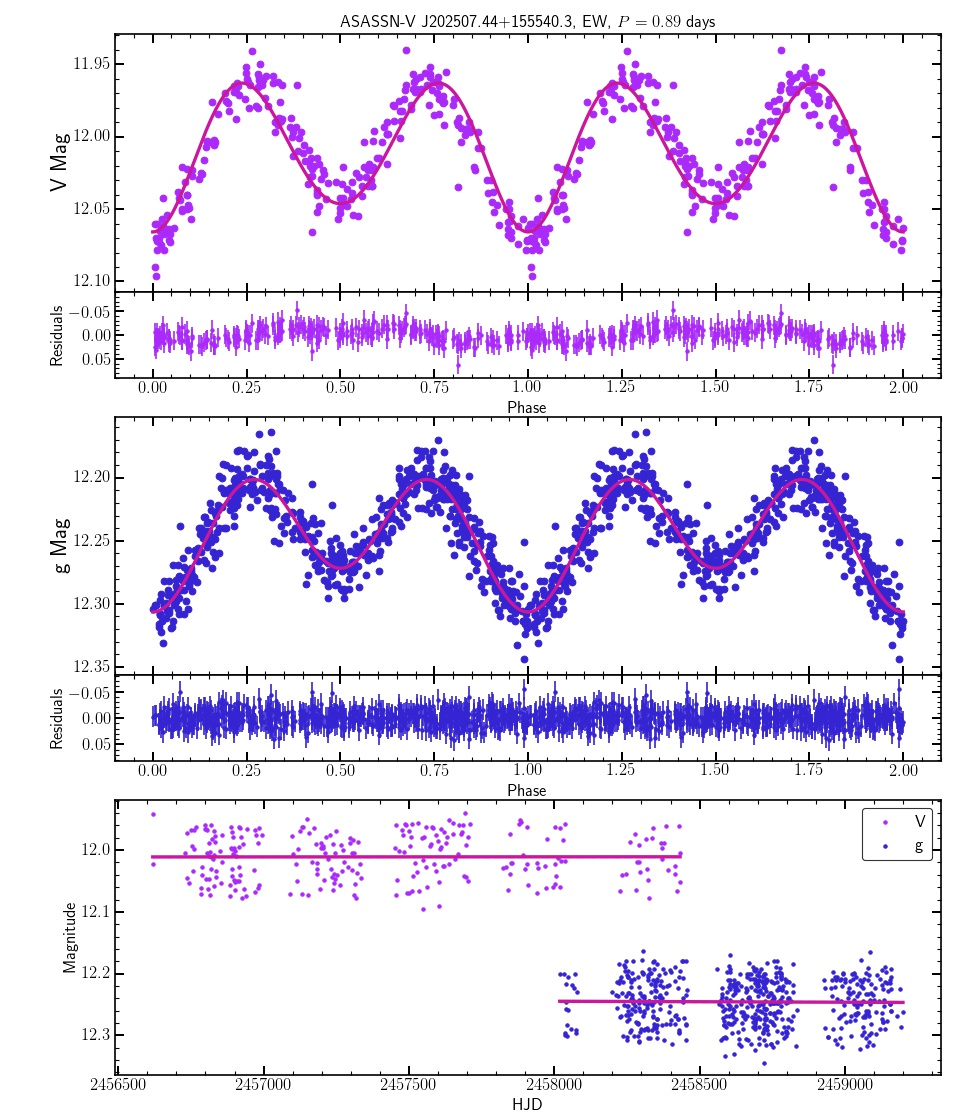 ASASSN-V J202507.44+155540.3, EW, P = 0.89 days
11.95
12.00
12.05
12.10
V Mag
−0.05
0.00
0.05
Residuals
0.00 0.25 0.50 0.75 1.00 1.25 1.50 1.75 2.00
Phase
12.20
12.25
12.30
12.35
g Mag
−0.05
0.00
0.05
Residuals
0.00 0.25 0.50 0.75 1.00 1.25 1.50 1.75 2.00
Phase
V
g
12.0
12.1
12.2
12.3
Magnitude
2456500 2457000 2457500 2458000 2458500 2459000
HJD